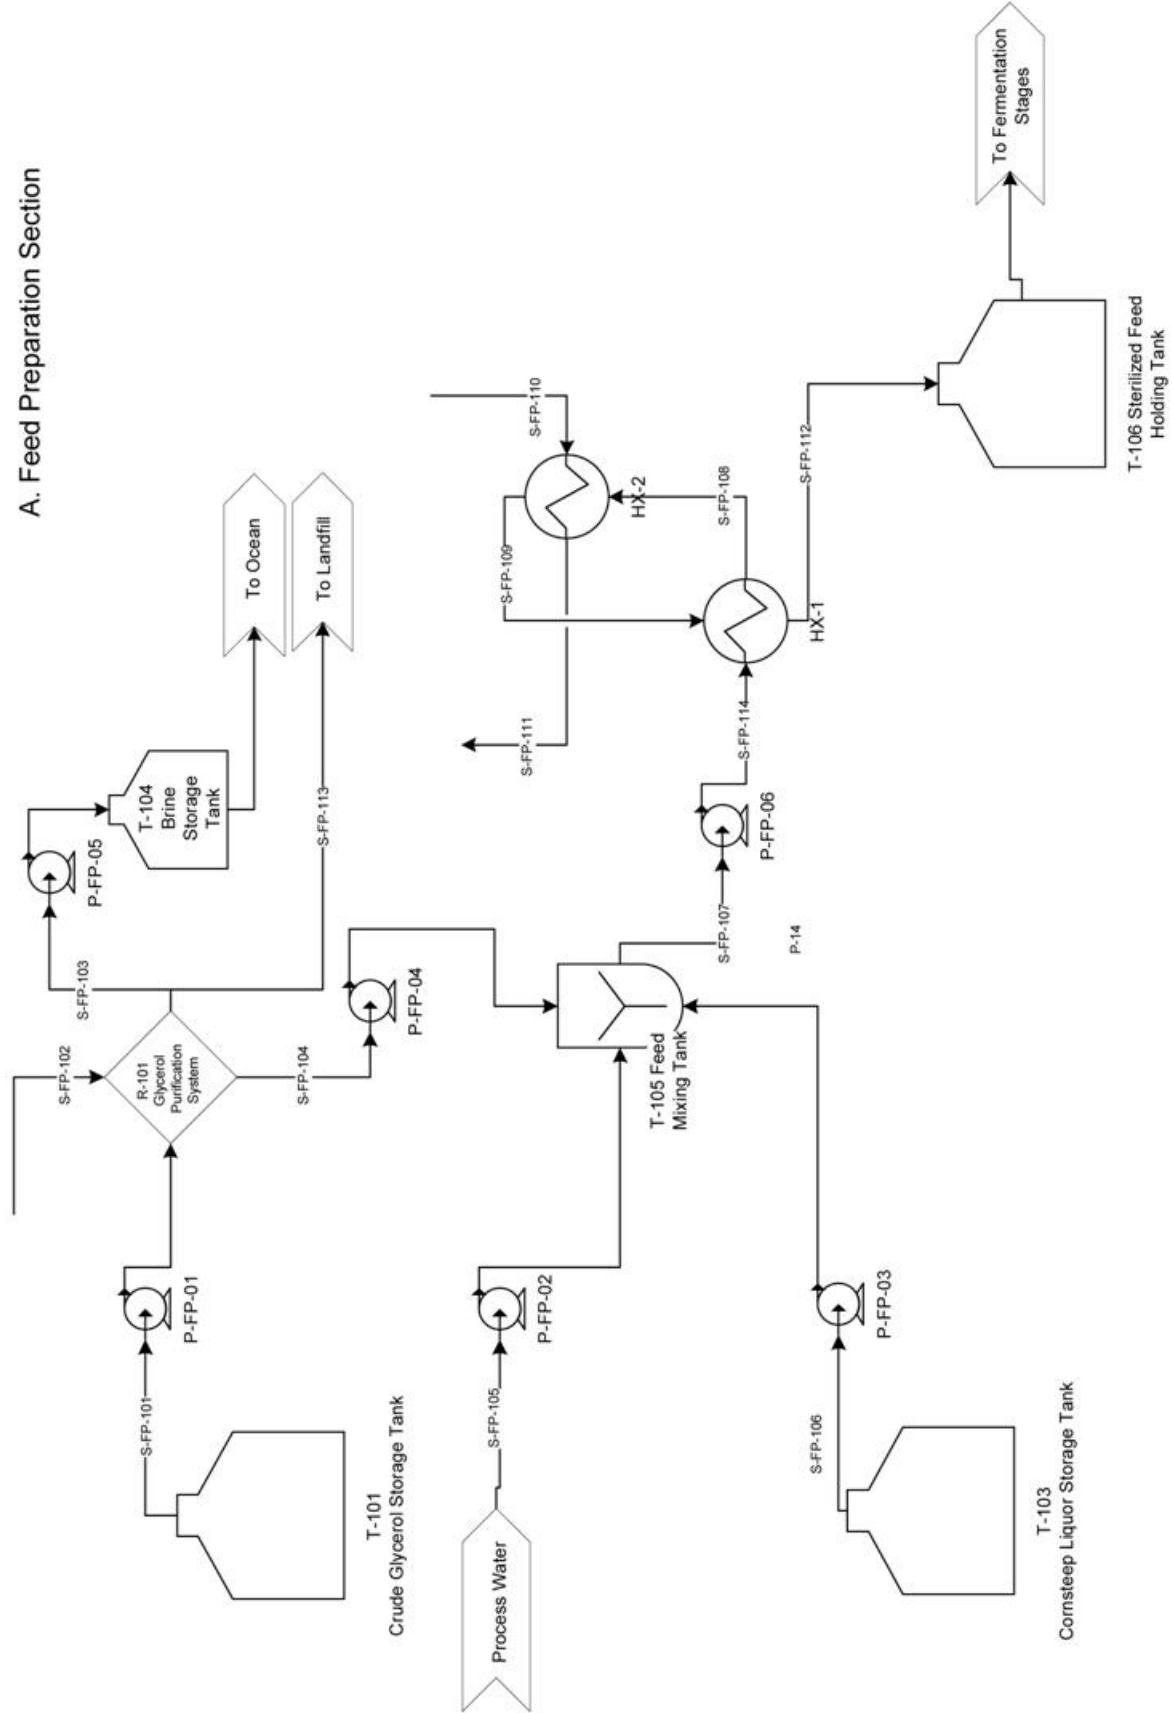 A. Feed Preparation Section
S-FP-102
S-FP-103
P-FP-05
T-104
Brine
Storage
Tank
To Ocean
To Landfill
S-FP-113
R-101
Glycerol
Purification
System
S-FP-101
P-FP-01
S-FP-104
P-FP-04
T-101
Crude Glycerol Storage Tank
Process Water
S-FP-105
P-FP-02
T-105 Feed
Mixing Tank
S-FP-107
P-14
P-FP-06
S-FP-114
HX-1
S-FP-108
HX-2
S-FP-109
S-FP-110
S-FP-111
S-FP-112
S-FP-106
P-FP-03
T-103
Cornsteep Liquor Storage Tank
T-106 Sterilized Feed
Holding Tank
To Fermentation
Stages